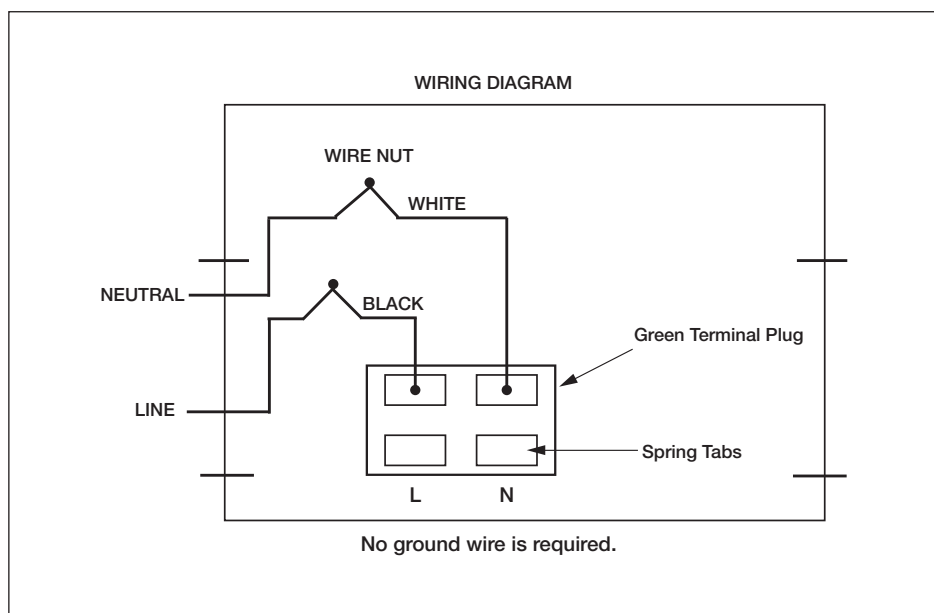 WIRING DIAGRAM
WIRE NUT
WHITE
NEUTRAL
BLACK
Green Terminal Plug
LINE
Spring Tabs
L N
No ground wire is required.